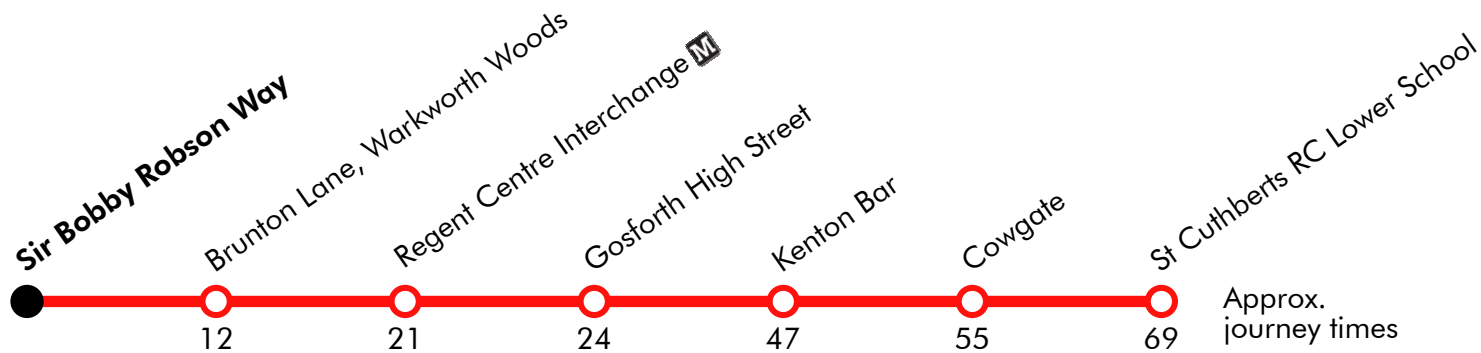 Sir Bobby Robson Way
Brunton Lane, Warkworth Woods
Regent Centre Interchange M
Gosforth High Street
Kenton Bar
Cowgate
St Cuthberts RC Lower School
12
21
24
47
55
69
Approx.
journey times